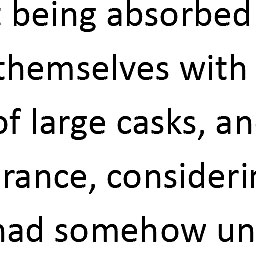 being absorbed
themselves with
of large casks, an
rance, considerin
had somehow un